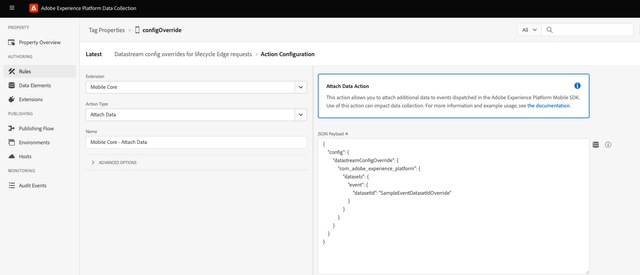 Adobe Experience Platform Data Collection
PROPERTY
Property Overview
AUTHORING
Rules
Data Elements
Extensions
PUBLISHING
Publishing Flow
Environments
Hosts
MONITORING
Audit Events
Tag Properties > configOverride
All
Latest Datastream config overrides for lifecycle Edge requests > Action Configuration
Extension
Mobile Core
Action Type
Attach Data
Name
Mobile Core - Attach Data
ADVANCED OPTIONS
Attach Data Action
This action allows you to attach additional data to events dispatched in the Adobe Experience Platform Mobile SDK.
Use of this action can impact data collection. For more information and example usage, see the documentation.
JSON Payload
{
"config": {
"datastreamConfigOverride": {
"com_adobe_experience_platform": {
"datasets": {
"event": {
"datasetId": "SampleEventDatasetIdOverride"
}
}
}
}
}
}